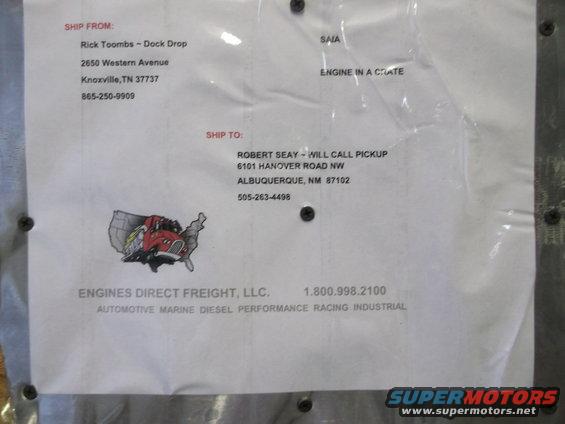 SHIP FROM:
Rick Toombs ~ Dock Drop
2650 Western Avenue
Knoxville,TN 37737
865-250-9909
SAIA
ENGINE IN A CRATE
SHIP TO:
ROBERT SEAY ~ WILL CALL PICKUP
6101 HANOVER ROAD NW
ALBUQUERQUE, NM 87102
505-263-4498
ENGINES DIRECT FREIGHT, LLC. 1.800.998.2100
AUTOMOTIVE MARINE DIESEL PERFORMANCE RACING INDUSTRIAL
SUPERMOTORS
www.supermotors.net